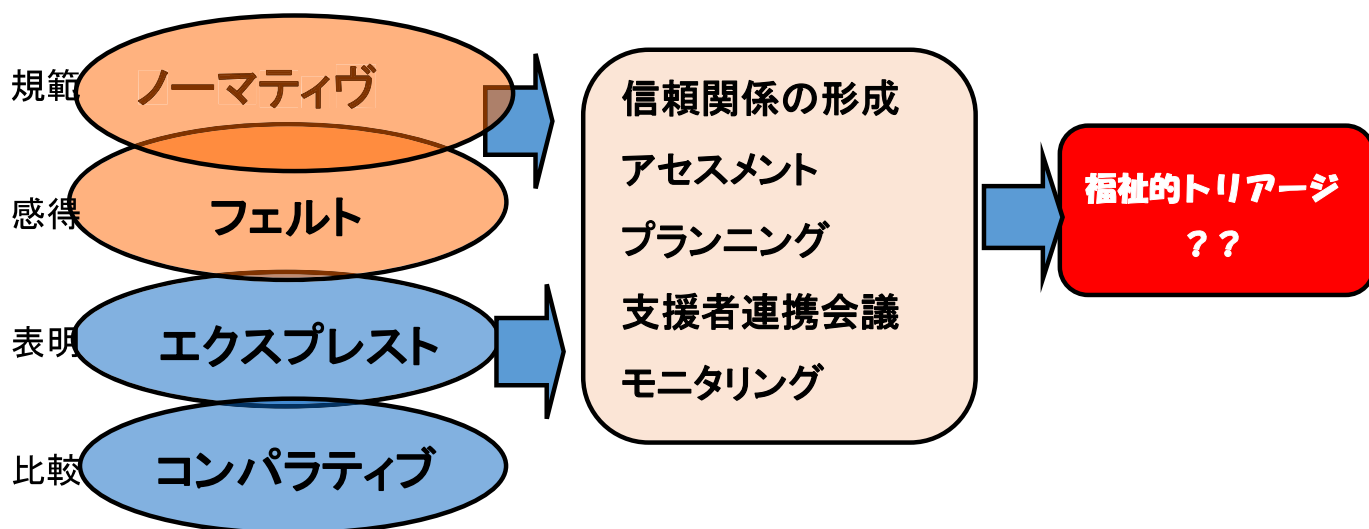 規範
ノーマティヴ
感得
フェルト
表明
エクスプレスト
比較
コンパラティブ
信頼関係の形成
アセスメント
プランニング
支援者連携会議
モニタリング
福祉的トリアージ
？？